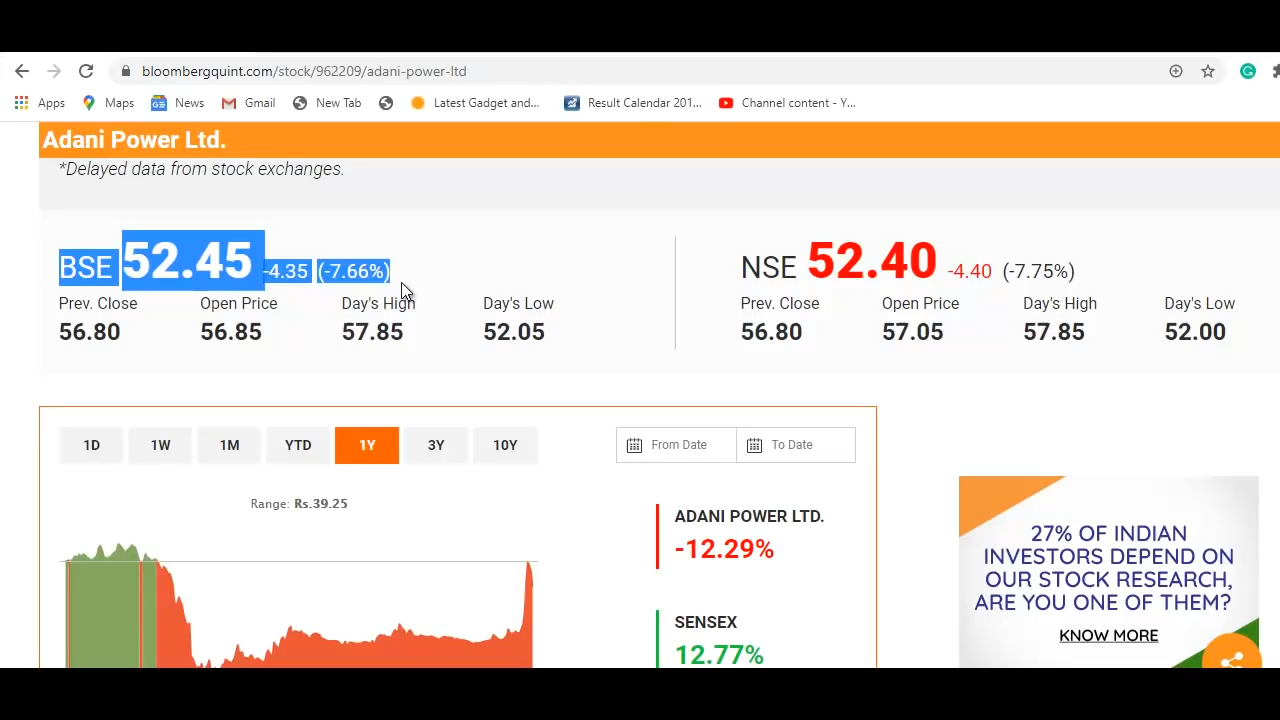 bloombergquint.com/stock/962209/adani-power-ltd
Apps Maps News Gmail New Tab Latest Gadget and... Result Calendar 201... Channel content - Y...
Adani Power Ltd.
*Delayed data from stock exchanges.
BSE 52.45 -4.35 (-7.66%)
Prev. Close Open Price Day's High Day's Low
56.80 56.85 57.85 52.05
NSE 52.40 -4.40 (-7.75%)
Prev. Close Open Price Day's High Day's Low
56.80 57.05 57.85 52.00
1D 1W 1M YTD 1Y 3Y 10Y
From Date To Date
Range: Rs.39.25
ADANI POWER LTD.
-12.29%
SENSEX
12.77%
27% OF INDIAN
INVESTORS DEPEND ON
OUR STOCK RESEARCH,
ARE YOU ONE OF THEM?
KNOW MORE